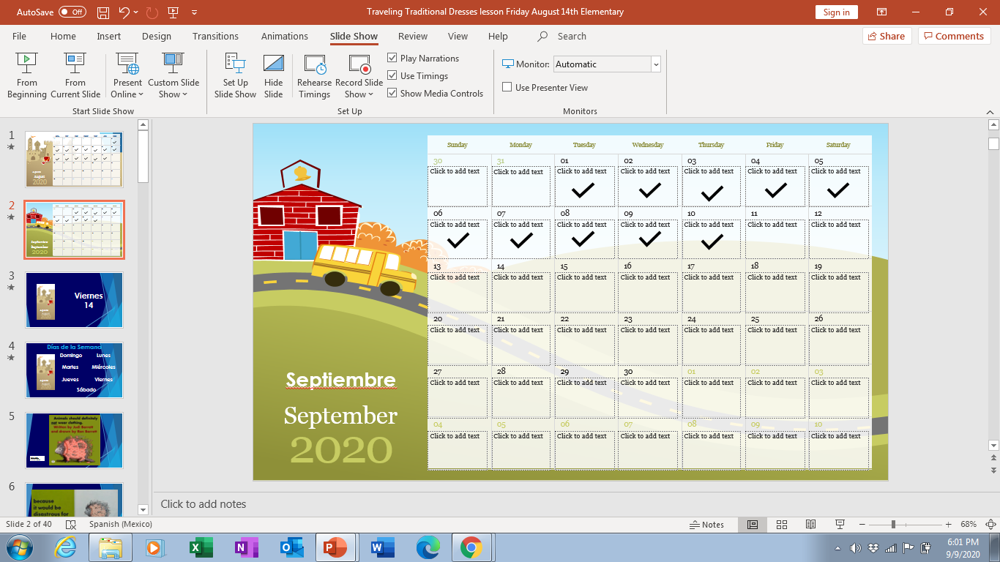 AutoSave Off Traveling Traditional Dresses lesson Friday August 14th Elementary Sign in
File Home Insert Design Transitions Animations Slide Show Review View Help Search Share Comments
From Beginning
From Current Slide
Present Online
Custom Slide Show
Set Up Slide Show
Hide Slide
Rehearse Timings
Record Slide Show
Play Narrations
Use Timings
Show Media Controls
Monitor: Automatic
Use Presenter View
Start Slide Show Set Up Monitors
1
August
2020
2
Septiembre
September
2020
3
Viernes
14
4
Días de la Semana
Domingo Lunes
Martes Miércoles
Jueves Viernes
Sábado
5
Animals should definitely
not wear clothing.
Written by Judi Barrett
and drawn by Ron Barrett
6
because
it would be
disastrous for
Sunday Monday Tuesday Wednesday Thursday Friday Saturday
30 31 01 02 03 04 05
Click to add text Click to add text Click to add text Click to add text Click to add text Click to add text Click to add text
06 07 08 09 10 11 12
Click to add text Click to add text Click to add text Click to add text Click to add text Click to add text Click to add text
13 14 15 16 17 18 19
Click to add text Click to add text Click to add text Click to add text Click to add text Click to add text Click to add text
20 21 22 23 24 25 26
Click to add text Click to add text Click to add text Click to add text Click to add text Click to add text Click to add text
27 28 29 30 01 02 03
Click to add text Click to add text Click to add text Click to add text Click to add text Click to add text Click to add text
04 05 06 07 08 09 10
Click to add text Click to add text Click to add text Click to add text Click to add text Click to add text Click to add text
Septiembre
September
2020
Click to add notes
Slide 2 of 40 Spanish (Mexico) Notes 68%
6:01 PM
9/9/2020